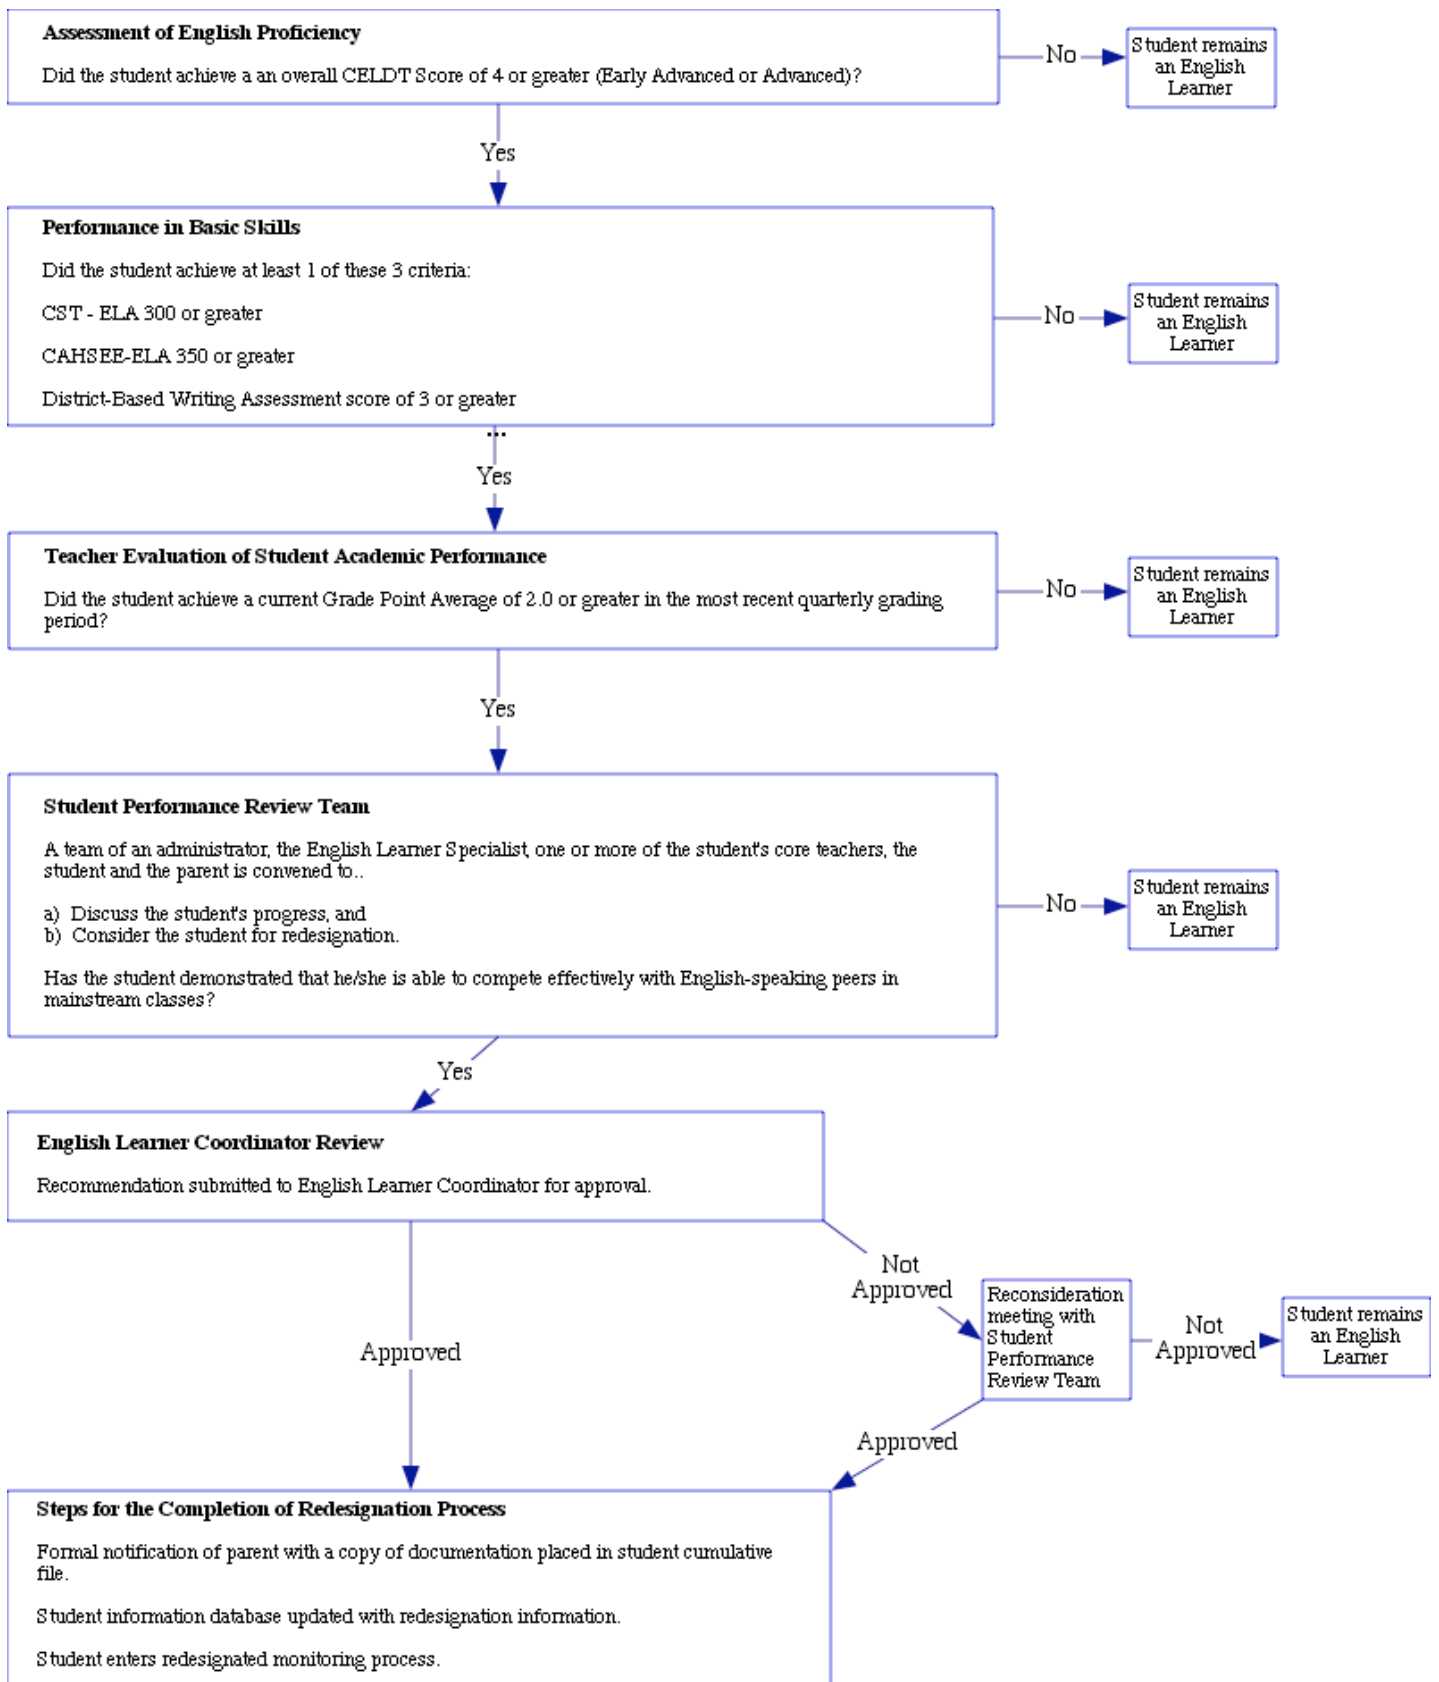 Assessment of English Proficiency
Did the student achieve a an overall CELDT Score of 4 or greater (Early Advanced or Advanced)?
No
Student remains
an English
Learner
Yes
Performance in Basic Skills
Did the student achieve at least 1 of these 3 criteria:
CST - ELA 300 or greater
CAHSEE-ELA 350 or greater
District-Based Writing Assessment score of 3 or greater
...
No
Student remains
an English
Learner
Yes
Teacher Evaluation of Student Academic Performance
Did the student achieve a current Grade Point Average of 2.0 or greater in the most recent quarterly grading
period?
No
Student remains
an English
Learner
Yes
Student Performance Review Team
A team of an administrator, the English Learner Specialist, one or more of the student's core teachers, the
student and the parent is convened to..
a) Discuss the student's progress, and
b) Consider the student for redesignation.
Has the student demonstrated that he/she is able to compete effectively with English-speaking peers in
mainstream classes?
No
Student remains
an English
Learner
Yes
English Learner Coordinator Review
Recommendation submitted to English Learner Coordinator for approval.
Not
Approved
Reconsideration
meeting with
Student
Performance
Review Team
Not
Approved
Student remains
an English
Learner
Approved
Approved
Steps for the Completion of Redesignation Process
Formal notification of parent with a copy of documentation placed in student cumulative
file.
Student information database updated with redesignation information.
Student enters redesignated monitoring process.